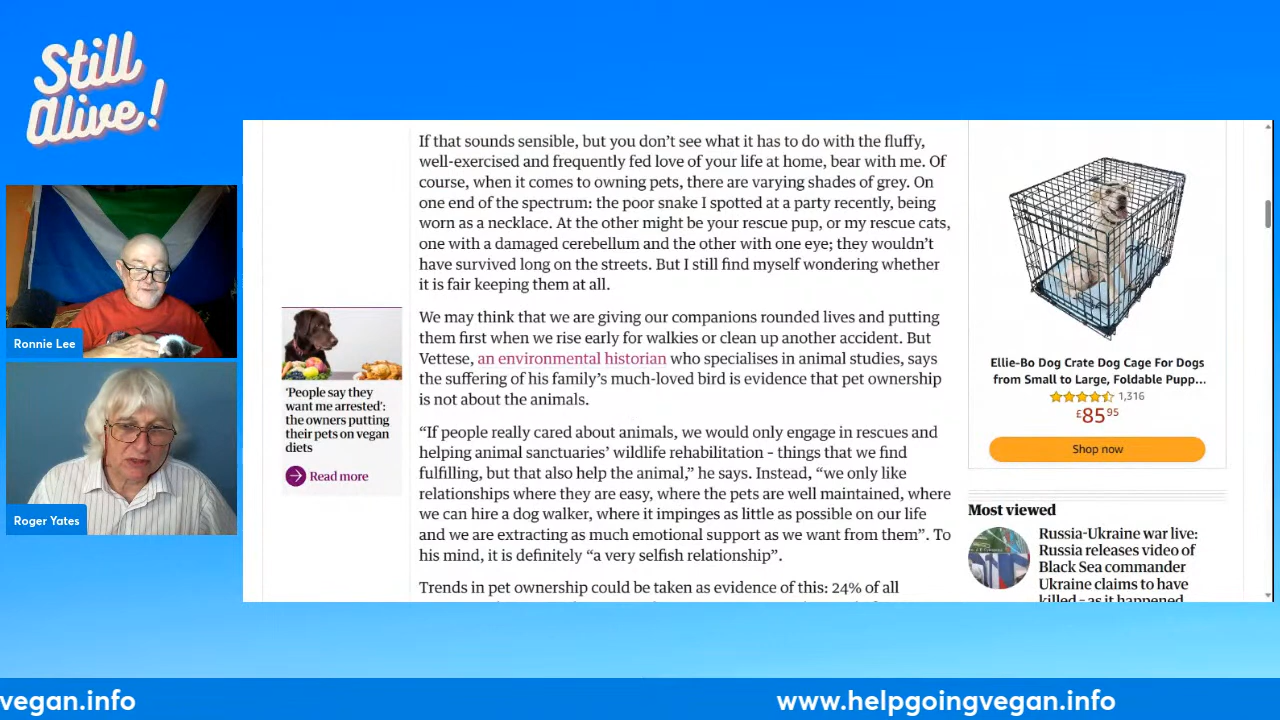 Still
Alive!
Ronnie Lee
Roger Yates
If that sounds sensible, but you don’t see what it has to do with the fluffy,
well-exercised and frequently fed love of your life at home, bear with me. Of
course, when it comes to owning pets, there are varying shades of grey. On
one end of the spectrum: the poor snake I spotted at a party recently, being
worn as a necklace. At the other might be your rescue pup, or my rescue cats,
one with a damaged cerebellum and the other with one eye; they wouldn’t
have survived long on the streets. But I still find myself wondering whether
it is fair keeping them at all.
We may think that we are giving our companions rounded lives and putting
them first when we rise early for walkies or clean up another accident. But
Vettese, an environmental historian who specialises in animal studies, says
the suffering of his family’s much-loved bird is evidence that pet ownership
is not about the animals.
“If people really cared about animals, we would only engage in rescues and
helping animal sanctuaries’ wildlife rehabilitation – things that we find
fulfilling, but that also help the animal,” he says. Instead, “we only like
relationships where they are easy, where the pets are well maintained, where
we can hire a dog walker, where it impinges as little as possible on our life
and we are extracting as much emotional support as we want from them”. To
his mind, it is definitely “a very selfish relationship”.
Trends in pet ownership could be taken as evidence of this: 24% of all
‘People say they
want me arrested’:
the owners putting
their pets on vegan
diets
Read more
Ellie-Bo Dog Crate Dog Cage For Dogs
from Small to Large, Foldable Pupp...
1,316
£8595
Shop now
Most viewed
Russia-Ukraine war live:
Russia releases video of
Black Sea commander
Ukraine claims to have
killed – as it happened
vegan.info
www.helpgoingvegan.info